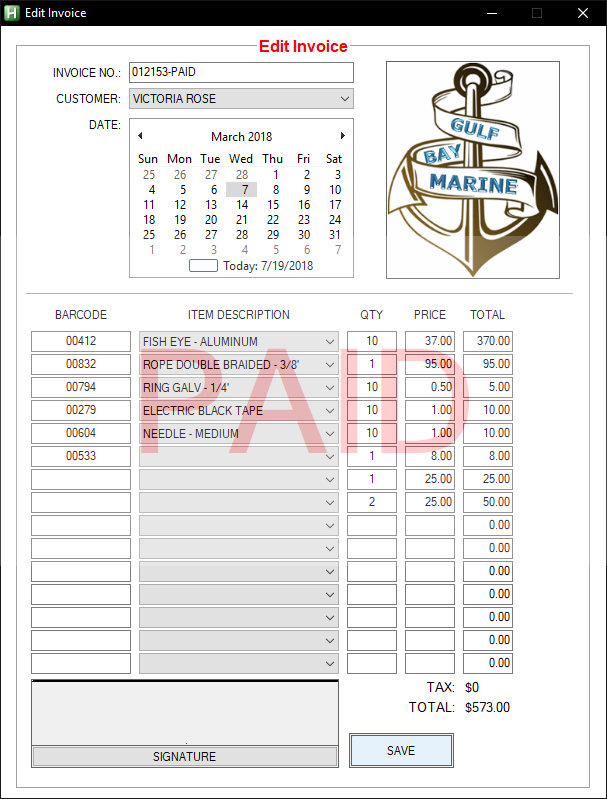 Edit Invoice
Edit Invoice
INVOICE NO.: 012153-PAID
CUSTOMER: VICTORIA ROSE
DATE:
March 2018
Sun Mon Tue Wed Thu Fri Sat
25 26 27 28 1 2 3
4 5 6 7 8 9 10
11 12 13 14 15 16 17
18 19 20 21 22 23 24
25 26 27 28 29 30 31
1 2 3 4 5 6 7
Today: 7/19/2018
GULF
BAY
MARINE
BARCODE ITEM DESCRIPTION QTY PRICE TOTAL
00412 FISH EYE - ALUMINUM 10 37.00 370.00
00832 ROPE DOUBLE BRAIDED - 3/8' 1 95.00 95.00
00794 RING GALV - 1/4' 10 0.50 5.00
00279 ELECTRIC BLACK TAPE 10 1.00 10.00
00604 NEEDLE - MEDIUM 10 1.00 10.00
00533 1 8.00 8.00
1 25.00 25.00
2 25.00 50.00
0.00
0.00
0.00
0.00
0.00
0.00
0.00
PAID
TAX: $0
TOTAL: $573.00
SIGNATURE
SAVE